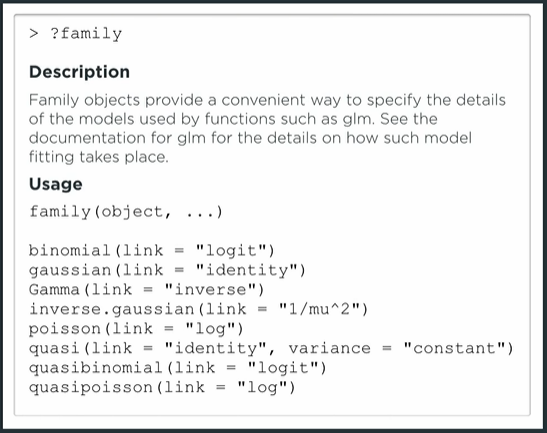 > ?family
Description
Family objects provide a convenient way to specify the details
of the models used by functions such as glm. See the
documentation for glm for the details on how such model
fitting takes place.
Usage
family(object, ...)
binomial(link = "logit")
gaussian(link = "identity")
Gamma(link = "inverse")
inverse.gaussian(link = "1/mu^2")
poisson(link = "log")
quasi(link = "identity", variance = "constant")
quasibinomial(link = "logit")
quasipoisson(link = "log")